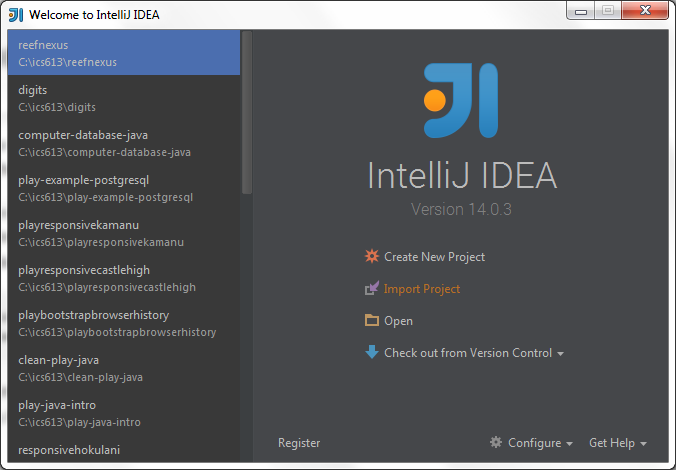 Welcome to IntelliJ IDEA
reefnexus
C:\ics613\reefnexus
digits
C:\ics613\digits
computer-database-java
C:\ics613\computer-database-java
play-example-postgresql
C:\ics613\play-example-postgresql
playresponsivekamanu
C:\ics613\playresponsivekamanu
playresponsivecastlehigh
C:\ics613\playresponsivecastlehigh
playbootstrapbrowserhistory
C:\ics613\playbootstrapbrowserhistory
clean-play-java
C:\ics613\clean-play-java
play-java-intro
C:\ics613\play-java-intro
responsivehokulani
IntelliJ IDEA
Version 14.0.3
Create New Project
Import Project
Open
Check out from Version Control
Register
Configure
Get Help